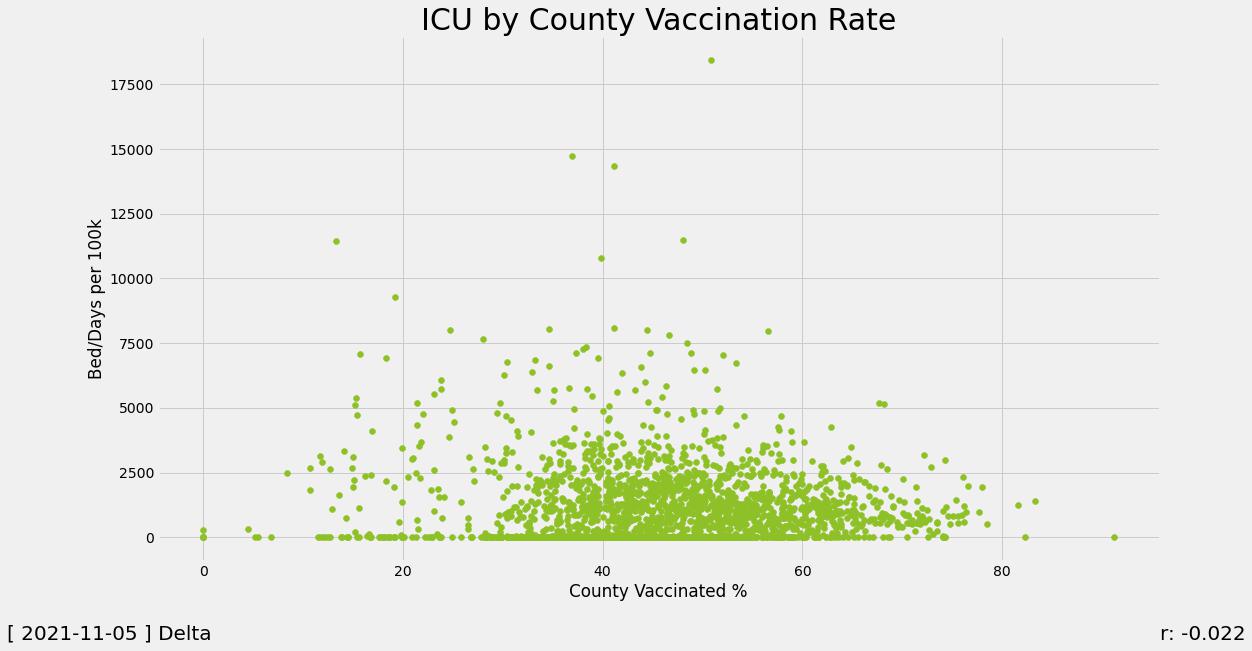 ICU by County Vaccination Rate
17500
15000
12500
10000
7500
5000
2500
0
Bed/Days per 100k
0 20 40 60 80
County Vaccinated %
[ 2021-11-05 ] Delta
r: -0.022